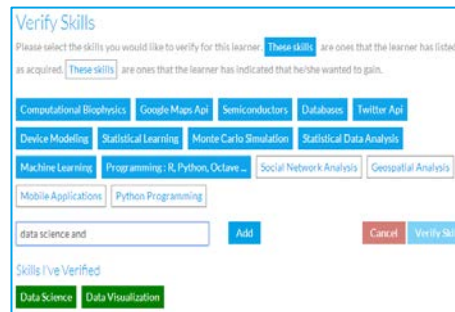 Verify Skills
Please select the skills you would like to verify for this learner. These skills are ones that the learner has listed
as acquired. These skills are ones that the learner has indicated that he/she wanted to gain.
Computational Biophysics Google Maps Api Semiconductors Databases Twitter Api
Device Modeling Statistical Learning Monte Carlo Simulation Statistical Data Analysis
Machine Learning Programming : R, Python, Octave ... Social Network Analysis Geospatial Analysis
Mobile Applications Python Programming
data science and Add Cancel Verify Ski
Skills I've Verified
Data Science Data Visualization